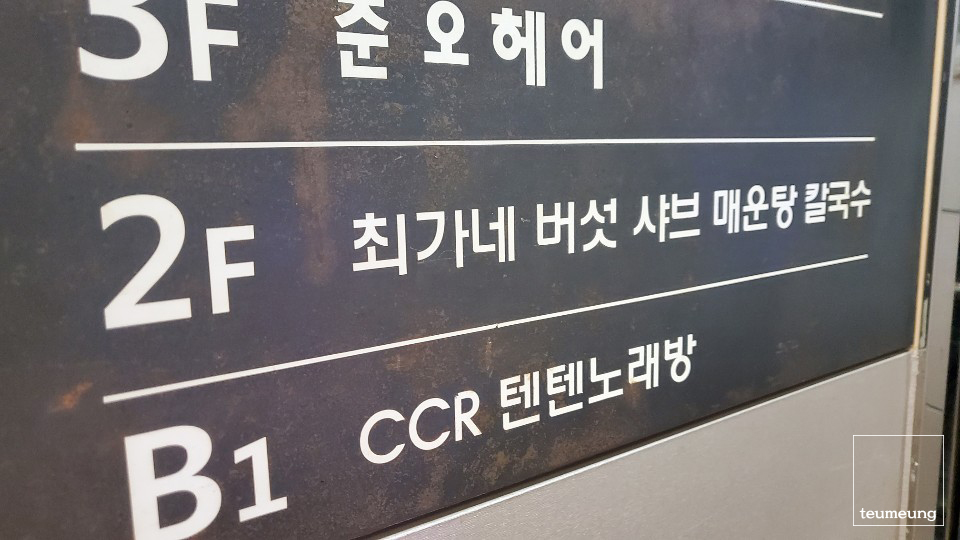 3F 준오헤어
2F 최가네 버섯 샤브 매운탕 칼국수
B1 CCR 텐텐노래방
teumeung